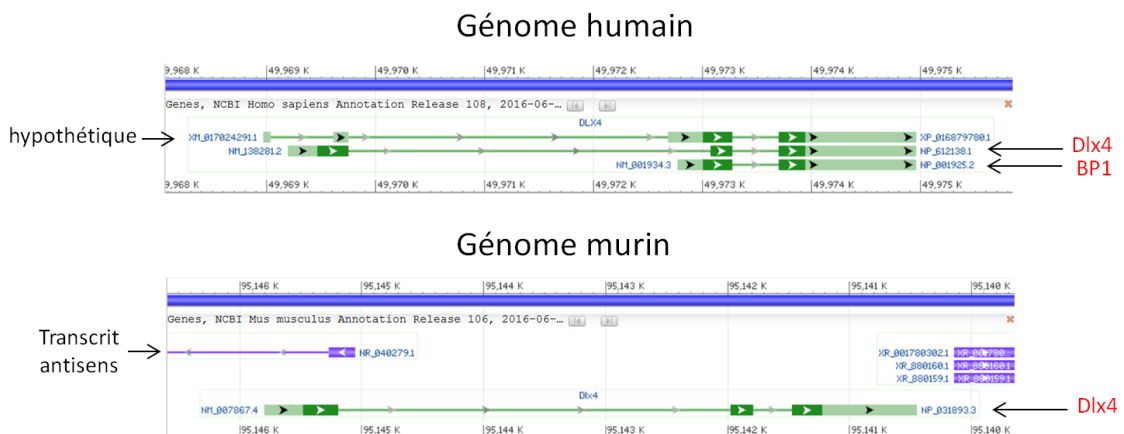 Génome humain
9,968 K 49,969 K 49,970 K 49,971 K 49,972 K 49,973 K 49,974 K 49,975 K
Genes, NCBI Homo sapiens Annotation Release 108, 2016-06-…
DLX4
hypothétique XM_017024291.1 XP_016879780.1
NM_138281.2 NP_612138.1 Dlx4
NM_001934.3 NP_001925.2 BP1
9,968 K 49,969 K 49,970 K 49,971 K 49,972 K 49,973 K 49,974 K 49,975 K
Génome murin
95,146 K 95,145 K 95,144 K 95,143 K 95,142 K 95,141 K 95,140 K
Genes, NCBI Mus musculus Annotation Release 106, 2016-06-…
Transcrit
antisens
NR_040279.1
XR_001780302.1 XR_001780…
XR_880160.1 XR_880160.1
XR_880159.1 XR_880159.1
Dlx4
NM_007867.4 NP_031893.3 Dlx4
95,146 K 95,145 K 95,144 K 95,143 K 95,142 K 95,141 K 95,140 K